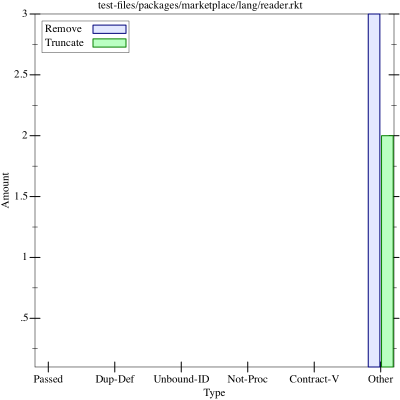 test-files/packages/marketplace/lang/reader.rkt
Remove
Truncate
3
2.5
2
1.5
1
.5
Amount
Passed Dup-Def Unbound-ID Not-Proc Contract-V Other
Type